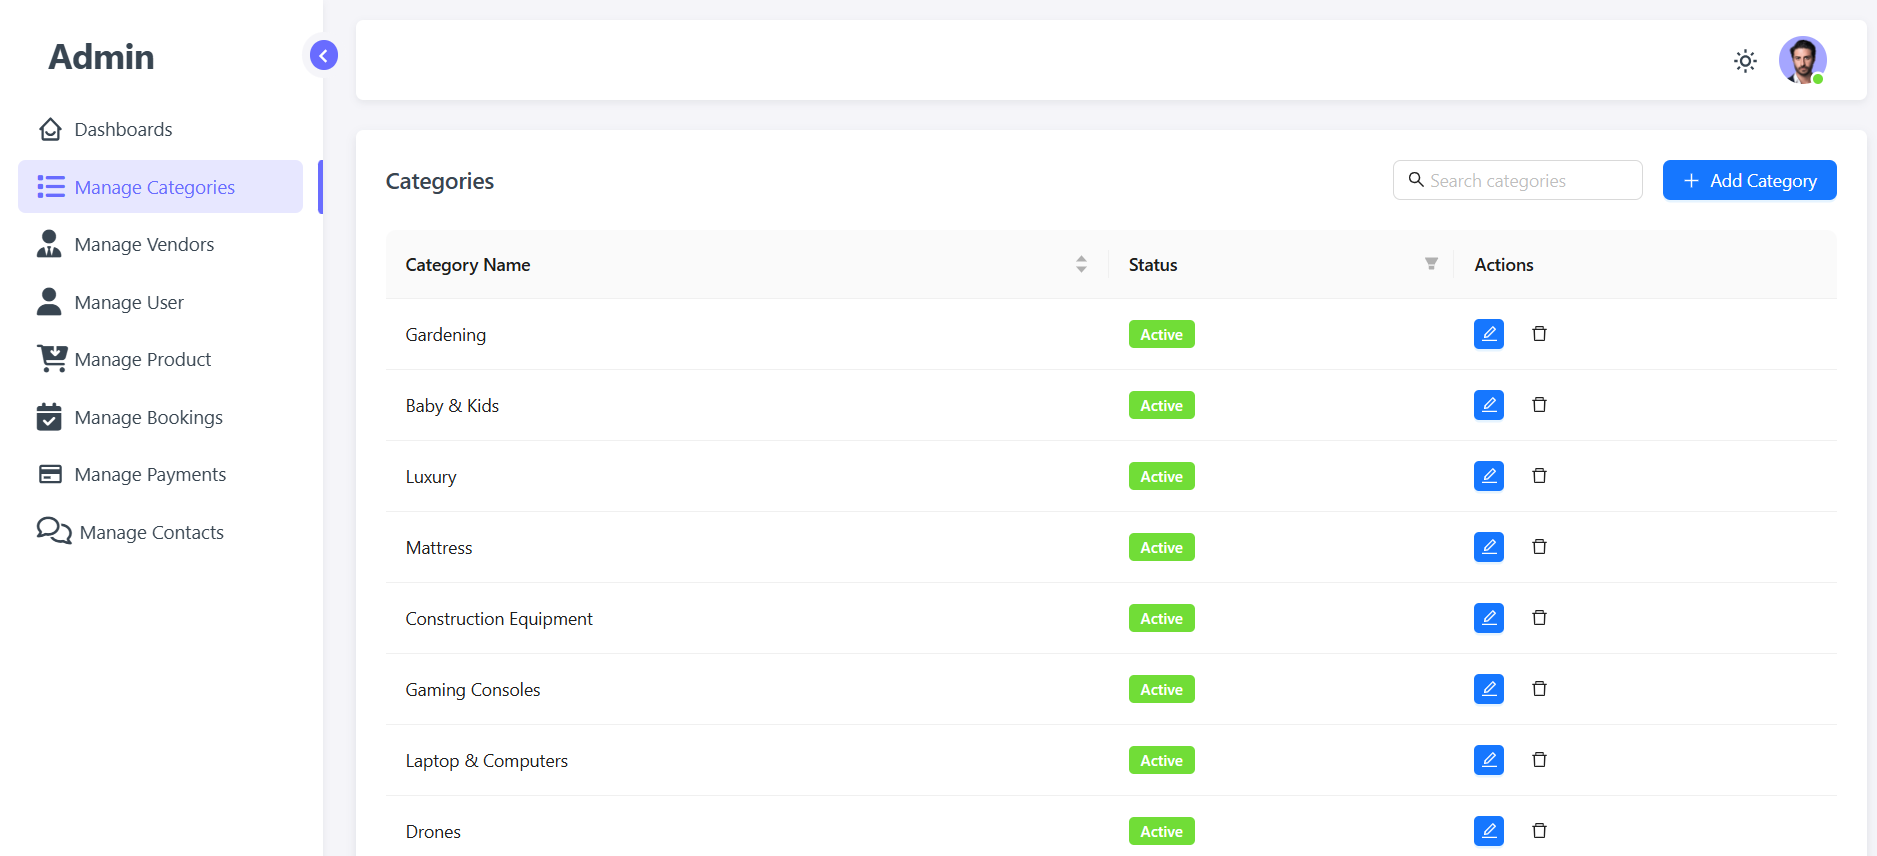 Admin
Dashboards
Manage Categories
Manage Vendors
Manage User
Manage Product
Manage Bookings
Manage Payments
Manage Contacts
Categories
Search categories
Add Category
Category Name Status Actions
Gardening Active
Baby & Kids Active
Luxury Active
Mattress Active
Construction Equipment Active
Gaming Consoles Active
Laptop & Computers Active
Drones Active